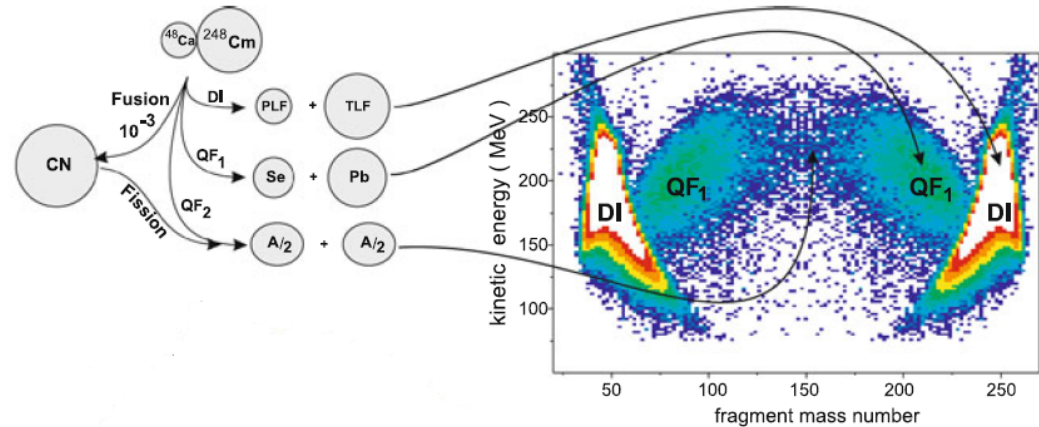 ⁴⁸Ca ²⁴⁸Cm
Fusion
10⁻³
DI
PLF + TLF
CN
QF₁
Se + Pb
Fission
QF₂
A/2 + A/2
kinetic energy ( MeV )
250
200
150
100
QF₁
QF₁
DI
DI
50 100 150 200 250
fragment mass number